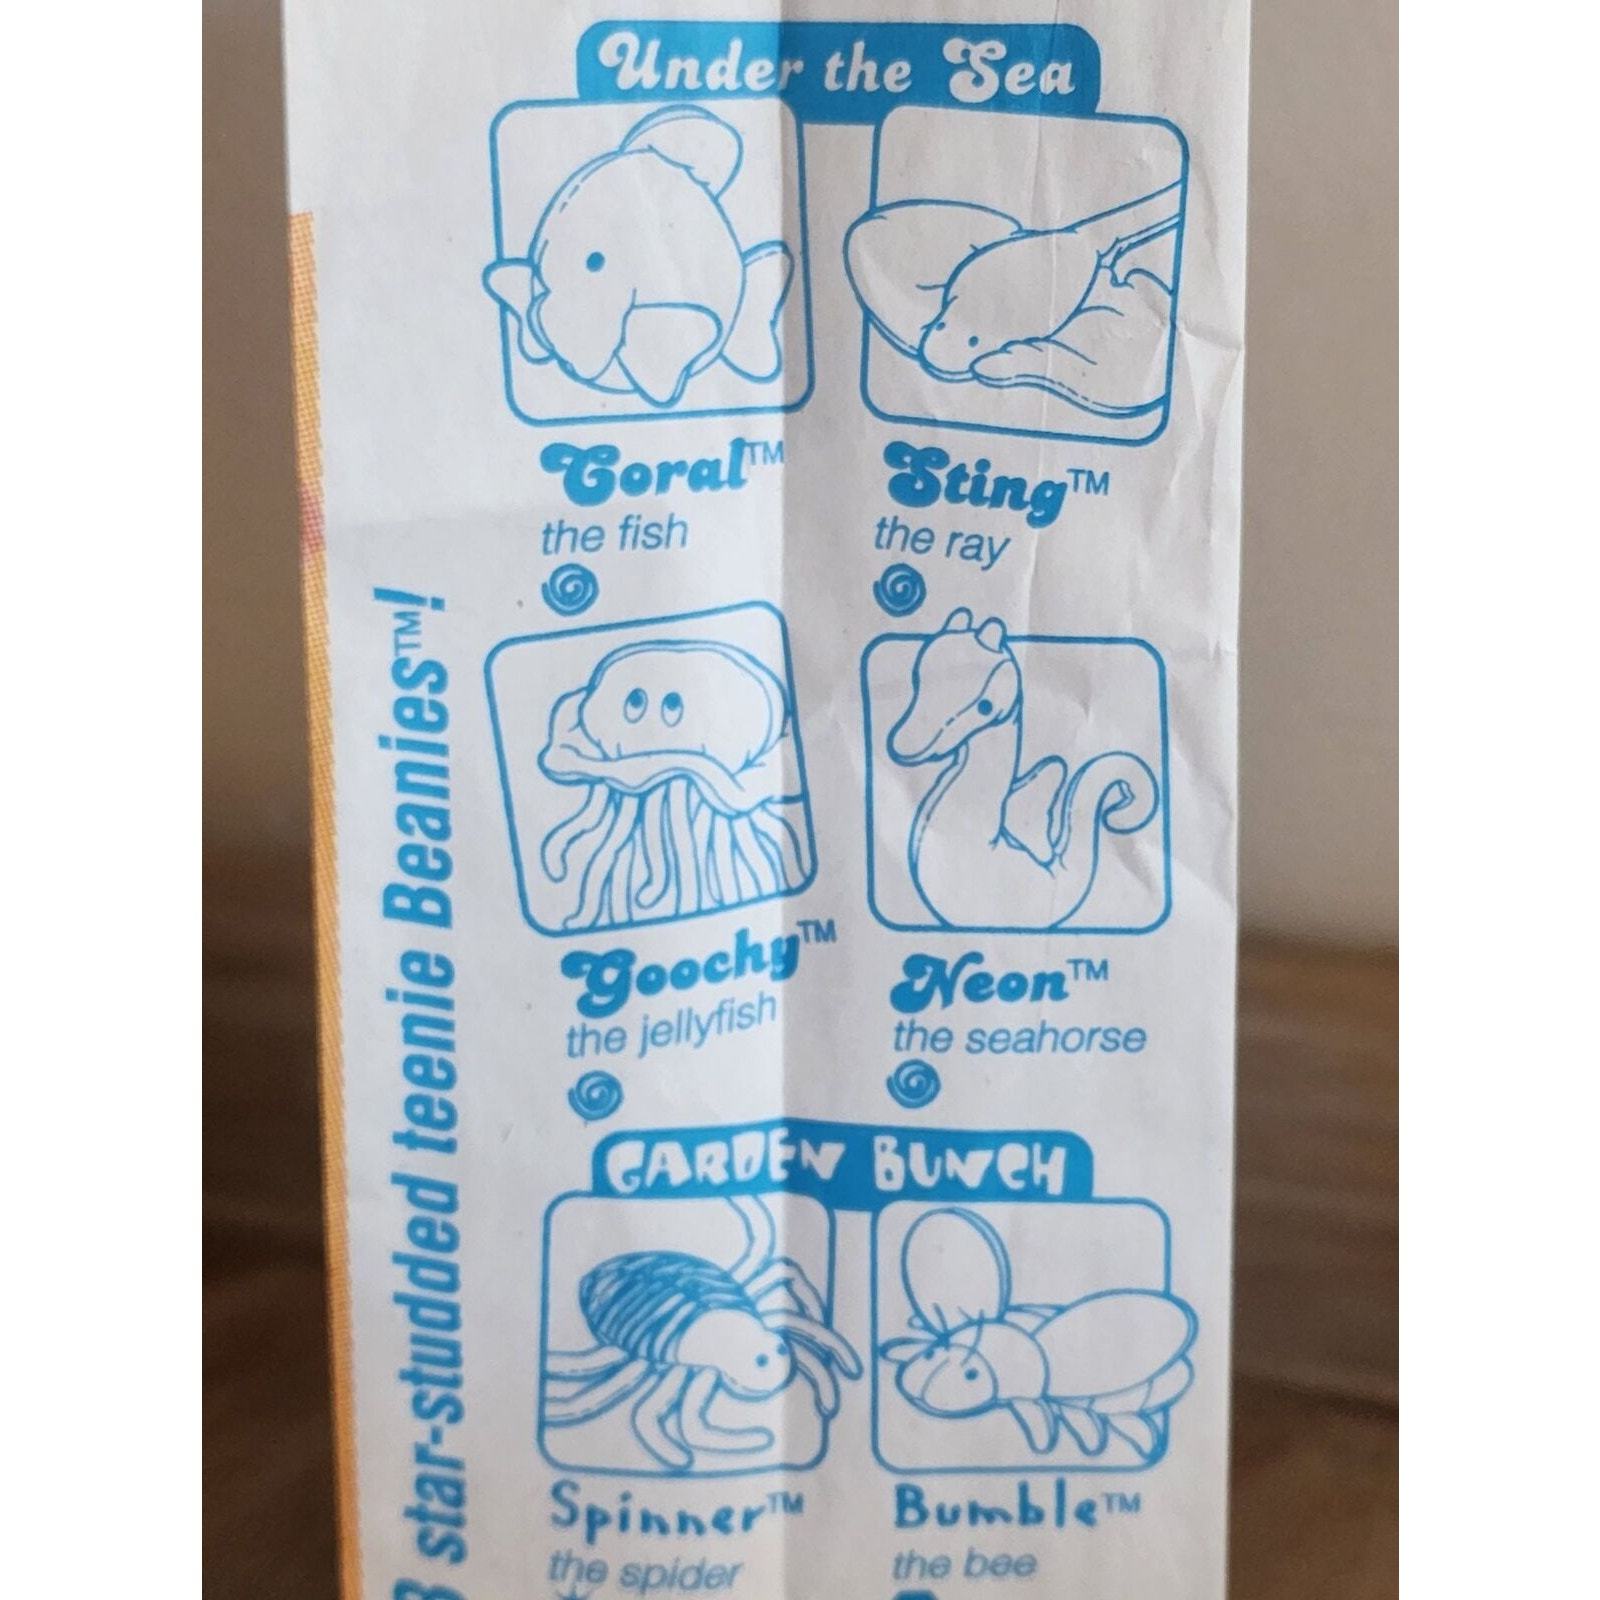 Under the Sea
Coral™
the fish
Sting™
the ray
Goochy™
the jellyfish
Neon™
the seahorse
GARDEN BUNCH
Spinner™
the spider
Bumble™
the bee
star-studded teenie Beanies™!